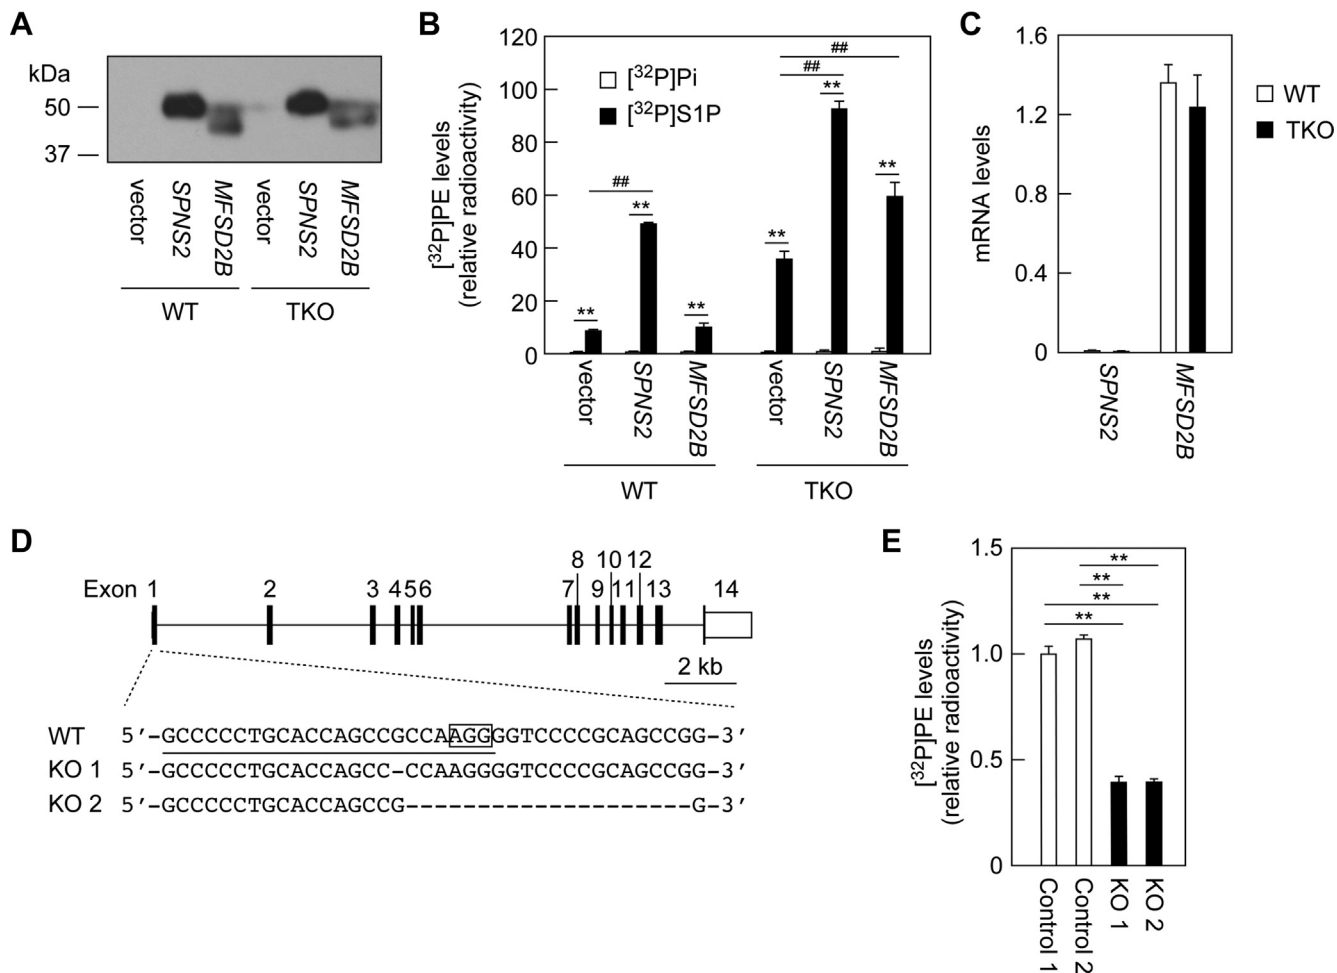 A
kDa
50
37
vector
SPNS2
MFSD2B
vector
SPNS2
MFSD2B
WT
TKO
B
[32P]PE levels
(relative radioactivity)
120
100
80
60
40
20
0
[32P]Pi
[32P]S1P
**
##
**
**
**
##
**
##
**
vector
SPNS2
MFSD2B
vector
SPNS2
MFSD2B
WT
TKO
C
mRNA levels
1.6
1.2
0.8
0.4
0
SPNS2
MFSD2B
WT
TKO
D
8 10 12
Exon 1 2 3 4 5 6 7 9 11 13 14
2 kb
WT 5′-GCCCCCTGCACCAGCCGCCAAGGGGTCCCCGCAGCCGG-3′
KO 1 5′-GCCCCCTGCACCAGCC-CCAAGGGGTCCCCGCAGCCGG-3′
KO 2 5′-GCCCCCTGCACCAGCCG--------------------G-3′
E
[32P]PE levels
(relative radioactivity)
1.5
1.0
0.5
0
**
**
**
**
Control 1
Control 2
KO 1
KO 2